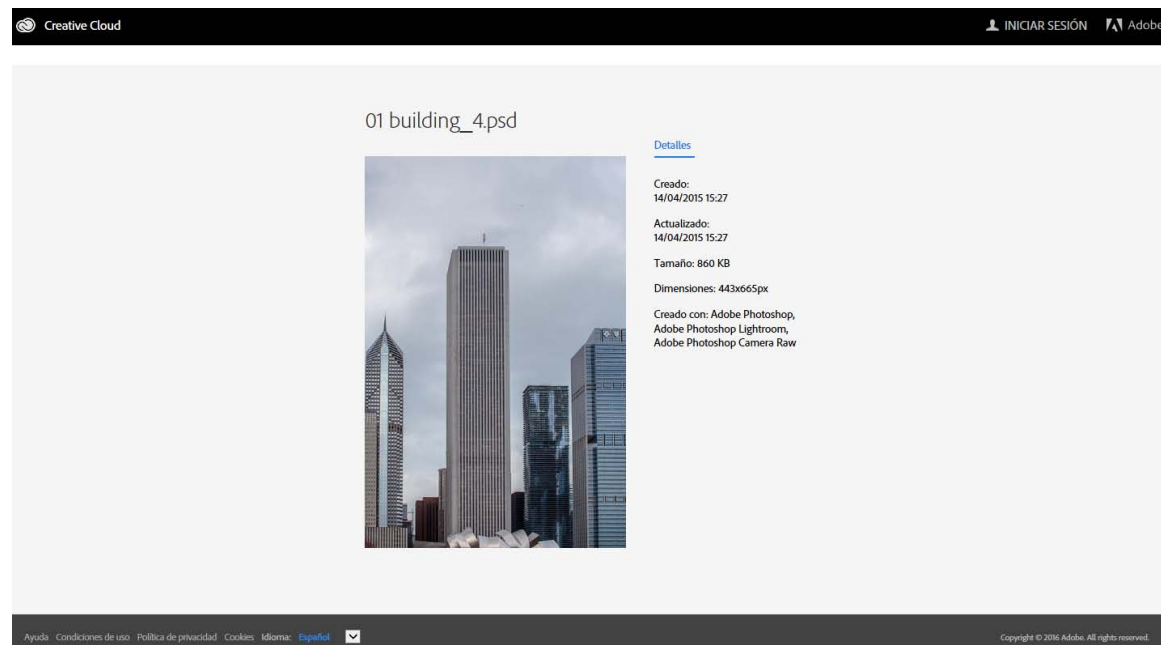 Creative Cloud
INICIAR SESIÓN
Adobe
01 building_4.psd
Detalles
Creado:
14/04/2015 15:27
Actualizado:
14/04/2015 15:27
Tamaño: 860 KB
Dimensiones: 443x665px
Creado con: Adobe Photoshop,
Adobe Photoshop Lightroom,
Adobe Photoshop Camera Raw
Ayuda Condiciones de uso Política de privacidad Cookies Idioma: Español
Copyright © 2016 Adobe. All rights reserved.